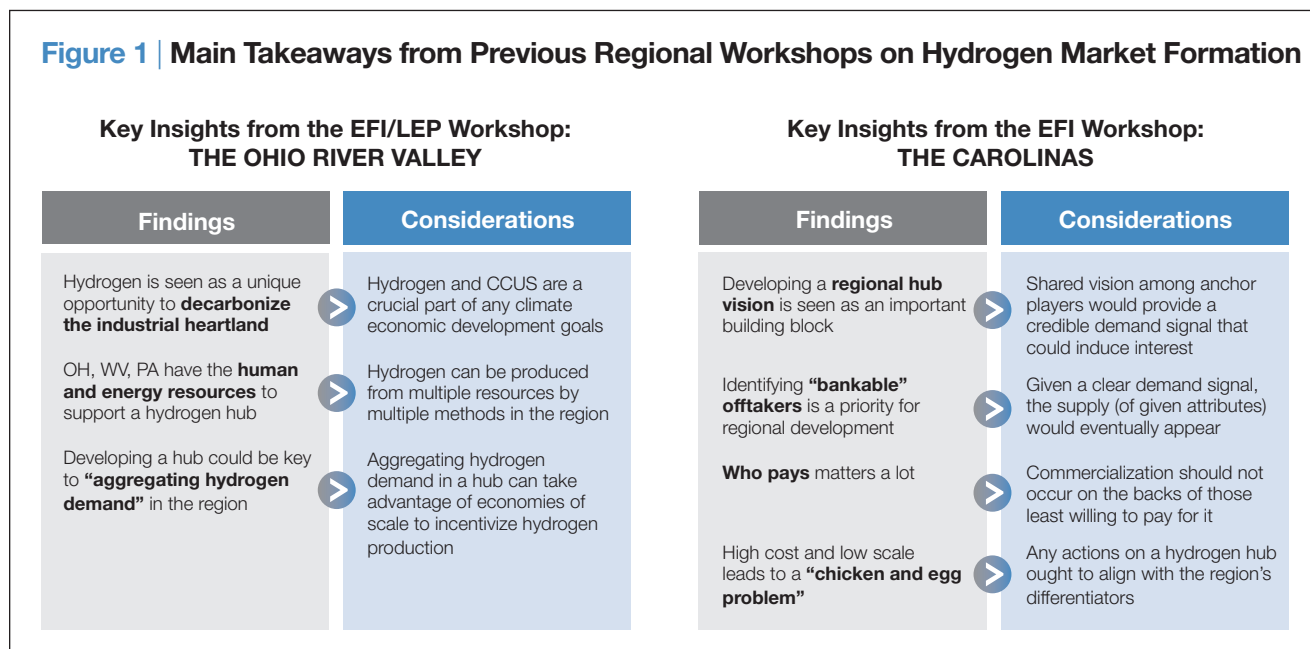 Figure 1 | Main Takeaways from Previous Regional Workshops on Hydrogen Market Formation
Key Insights from the EFI/LEP Workshop:
THE OHIO RIVER VALLEY
Findings
Considerations
Hydrogen is seen as a unique
opportunity to decarbonize
the industrial heartland
Hydrogen and CCUS are a
crucial part of any climate
economic development goals
OH, WV, PA have the human
and energy resources to
support a hydrogen hub
Hydrogen can be produced
from multiple resources by
multiple methods in the region
Developing a hub could be key
to “aggregating hydrogen
demand” in the region
Aggregating hydrogen
demand in a hub can take
advantage of economies of
scale to incentivize hydrogen
production
Key Insights from the EFI Workshop:
THE CAROLINAS
Findings
Considerations
Developing a regional hub
vision is seen as an important
building block
Shared vision among anchor
players would provide a
credible demand signal that
could induce interest
Identifying “bankable”
offtakers is a priority for
regional development
Given a clear demand signal,
the supply (of given attributes)
would eventually appear
Who pays matters a lot
Commercialization should not
occur on the backs of those
least willing to pay for it
High cost and low scale
leads to a “chicken and egg
problem”
Any actions on a hydrogen hub
ought to align with the region’s
differentiators